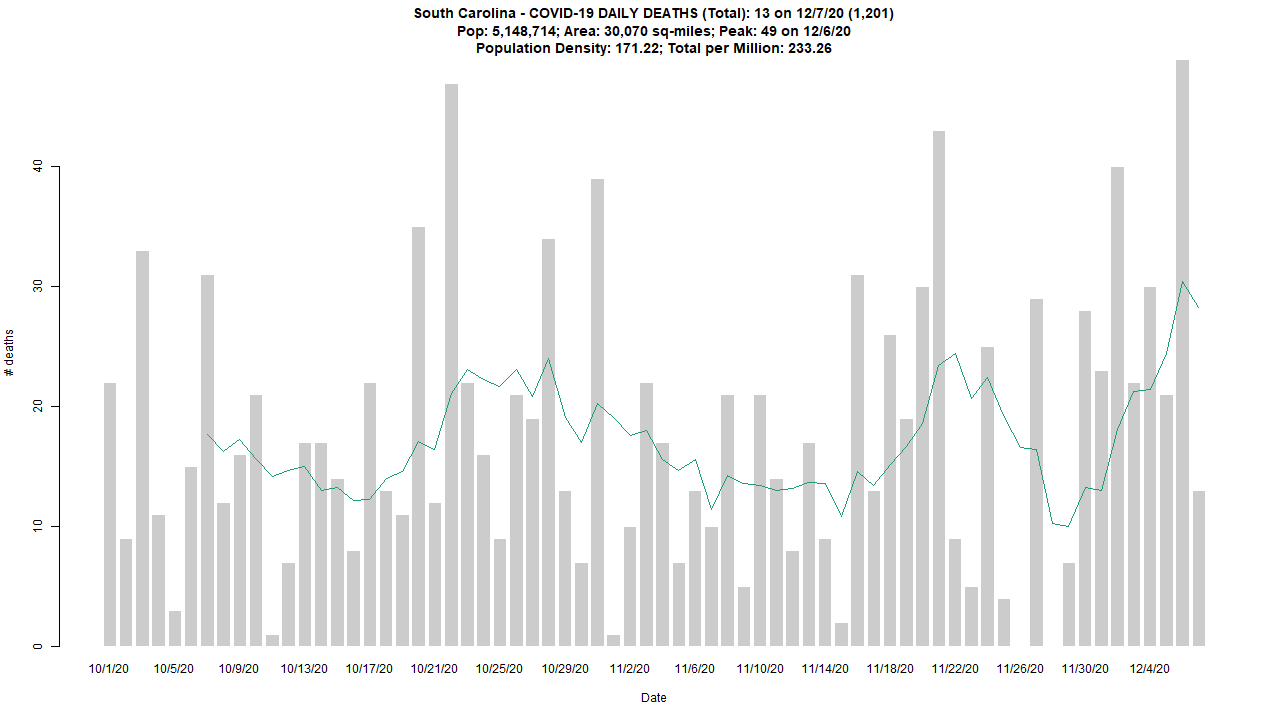 South Carolina - COVID-19 DAILY DEATHS (Total): 13 on 12/7/20 (1,201)
Pop: 5,148,714; Area: 30,070 sq-miles; Peak: 49 on 12/6/20
Population Density: 171.22; Total per Million: 233.26
# deaths
40
30
20
10
0
10/1/20 10/5/20 10/9/20 10/13/20 10/17/20 10/21/20 10/25/20 10/29/20 11/2/20 11/6/20 11/10/20 11/14/20 11/18/20 11/22/20 11/26/20 11/30/20 12/4/20
Date